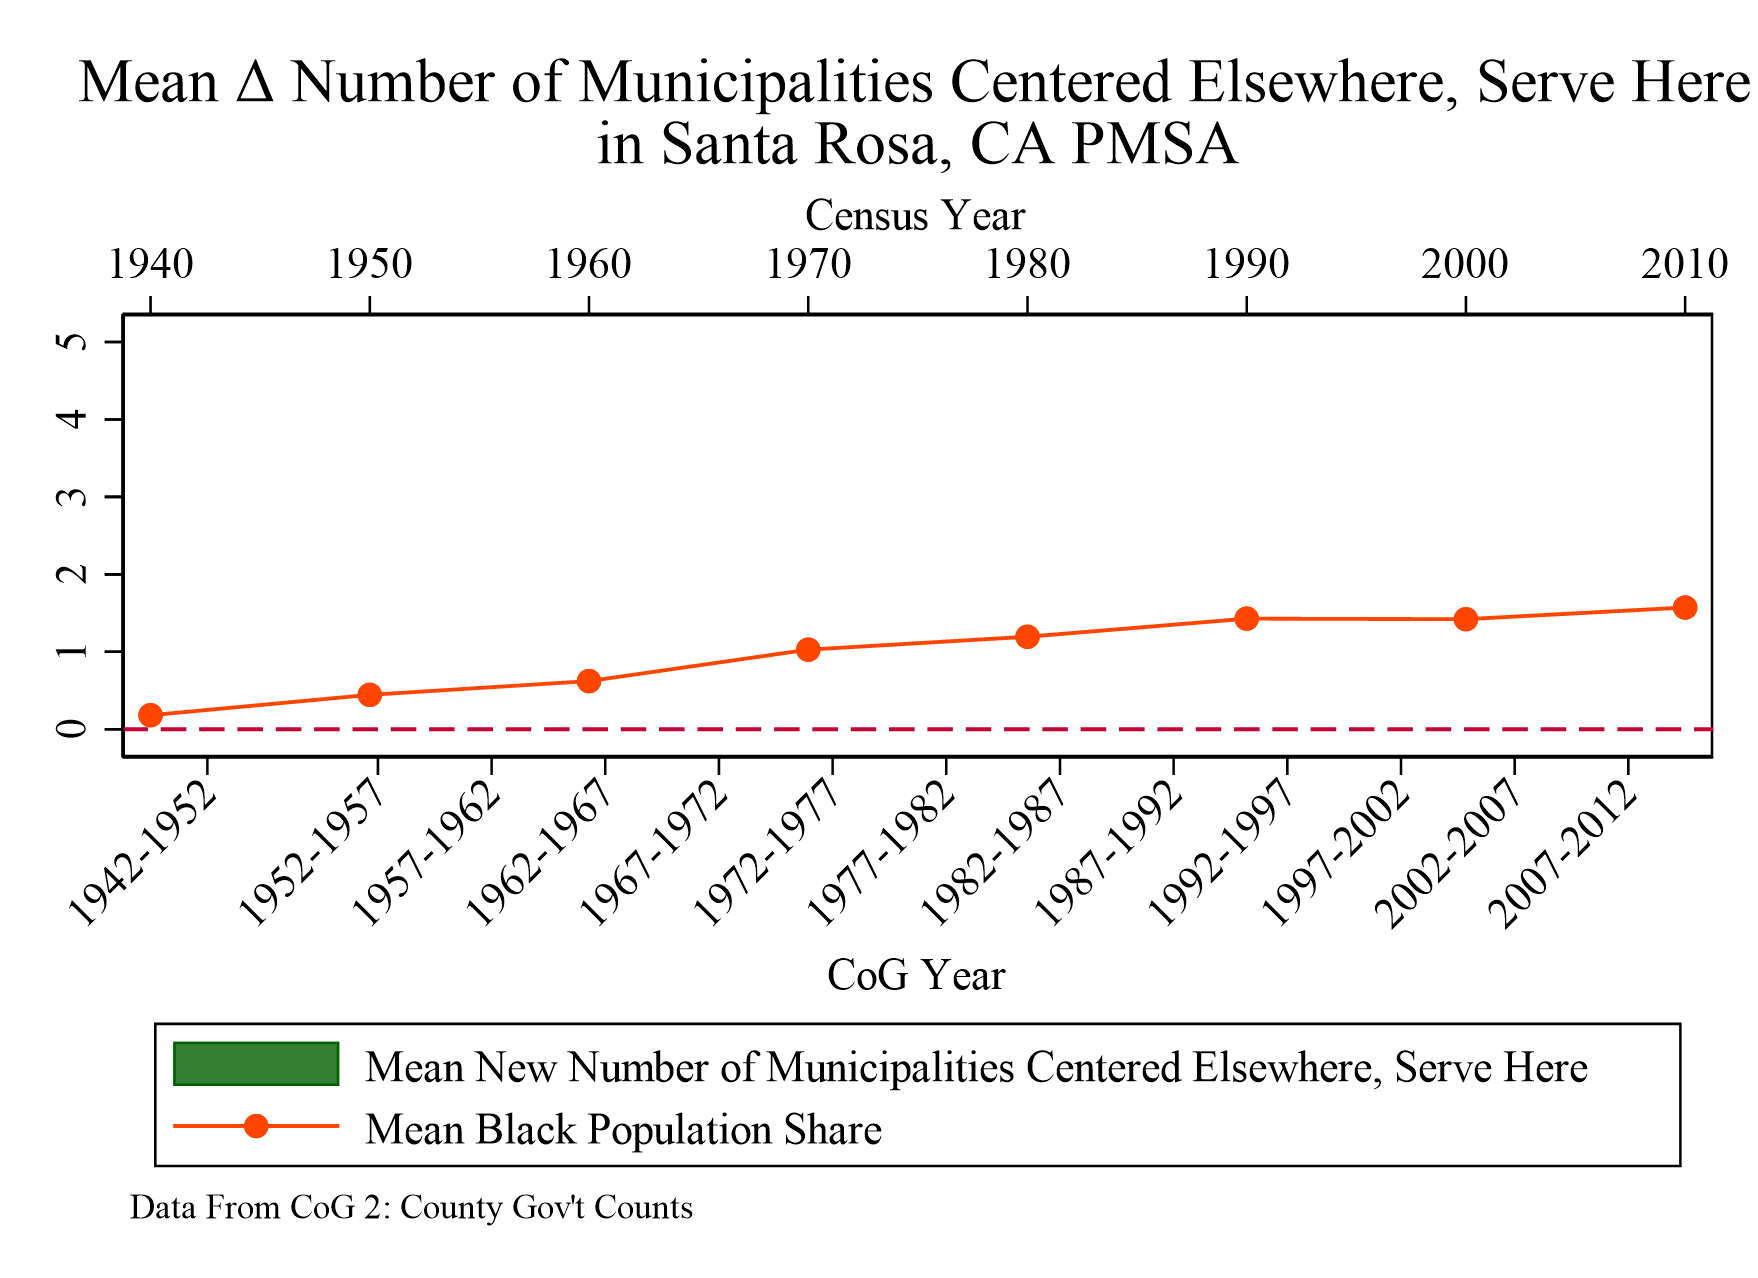 Mean Δ Number of Municipalities Centered Elsewhere, Serve Here
in Santa Rosa, CA PMSA
Census Year
1940 1950 1960 1970 1980 1990 2000 2010
5
4
3
2
1
0
1942-1952 1952-1957 1957-1962 1962-1967 1967-1972 1972-1977 1977-1982 1982-1987 1987-1992 1992-1997 1997-2002 2002-2007 2007-2012
CoG Year
Mean New Number of Municipalities Centered Elsewhere, Serve Here
Mean Black Population Share
Data From CoG 2: County Gov't Counts